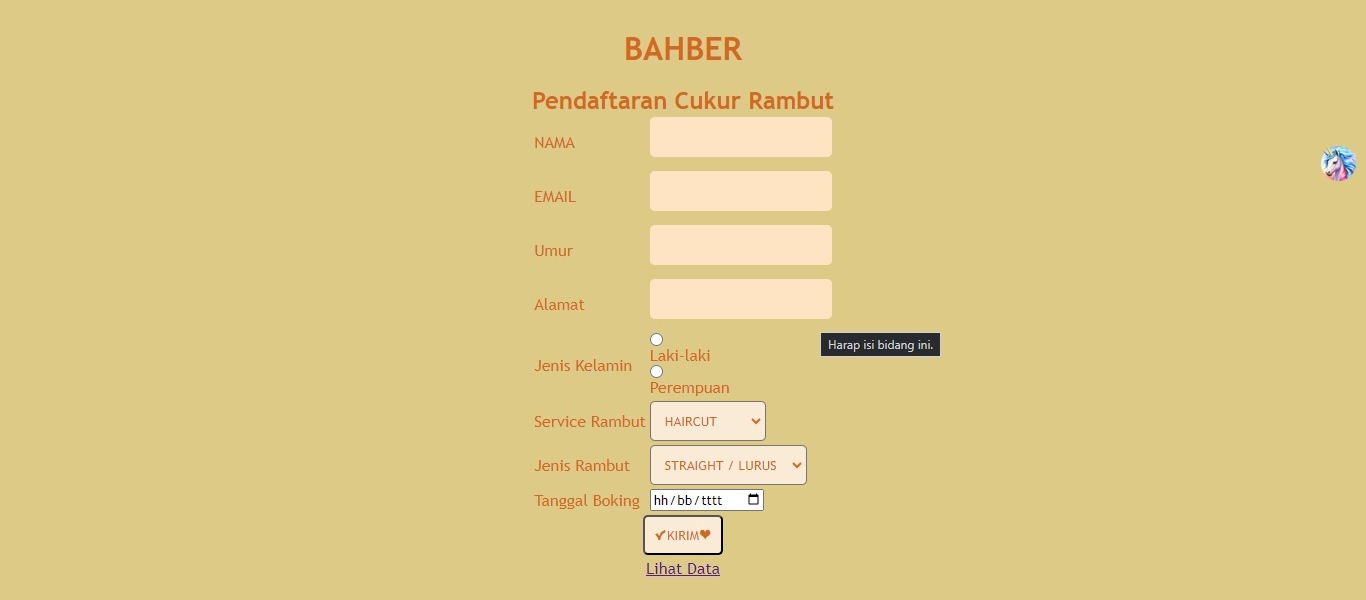 BAHBER
Pendaftaran Cukur Rambut
NAMA
EMAIL
Umur
Alamat
Harap isi bidang ini.
Jenis Kelamin
Laki-laki
Perempuan
Service Rambut HAIRCUT
Jenis Rambut STRAIGHT / LURUS
Tanggal Boking hh/bb/tttt
✔KIRIM❤
Lihat Data